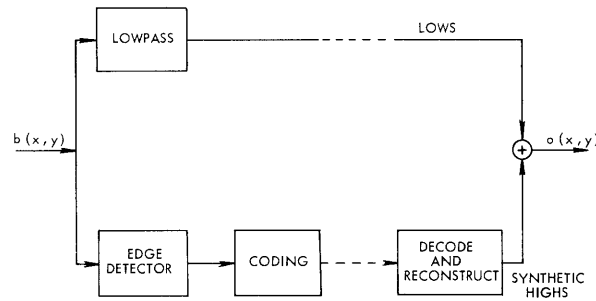 LOWPASS
LOWS
b(x,y)
o(x,y)
+
EDGE
DETECTOR
CODING
DECODE
AND
RECONSTRUCT
SYNTHETIC
HIGHS